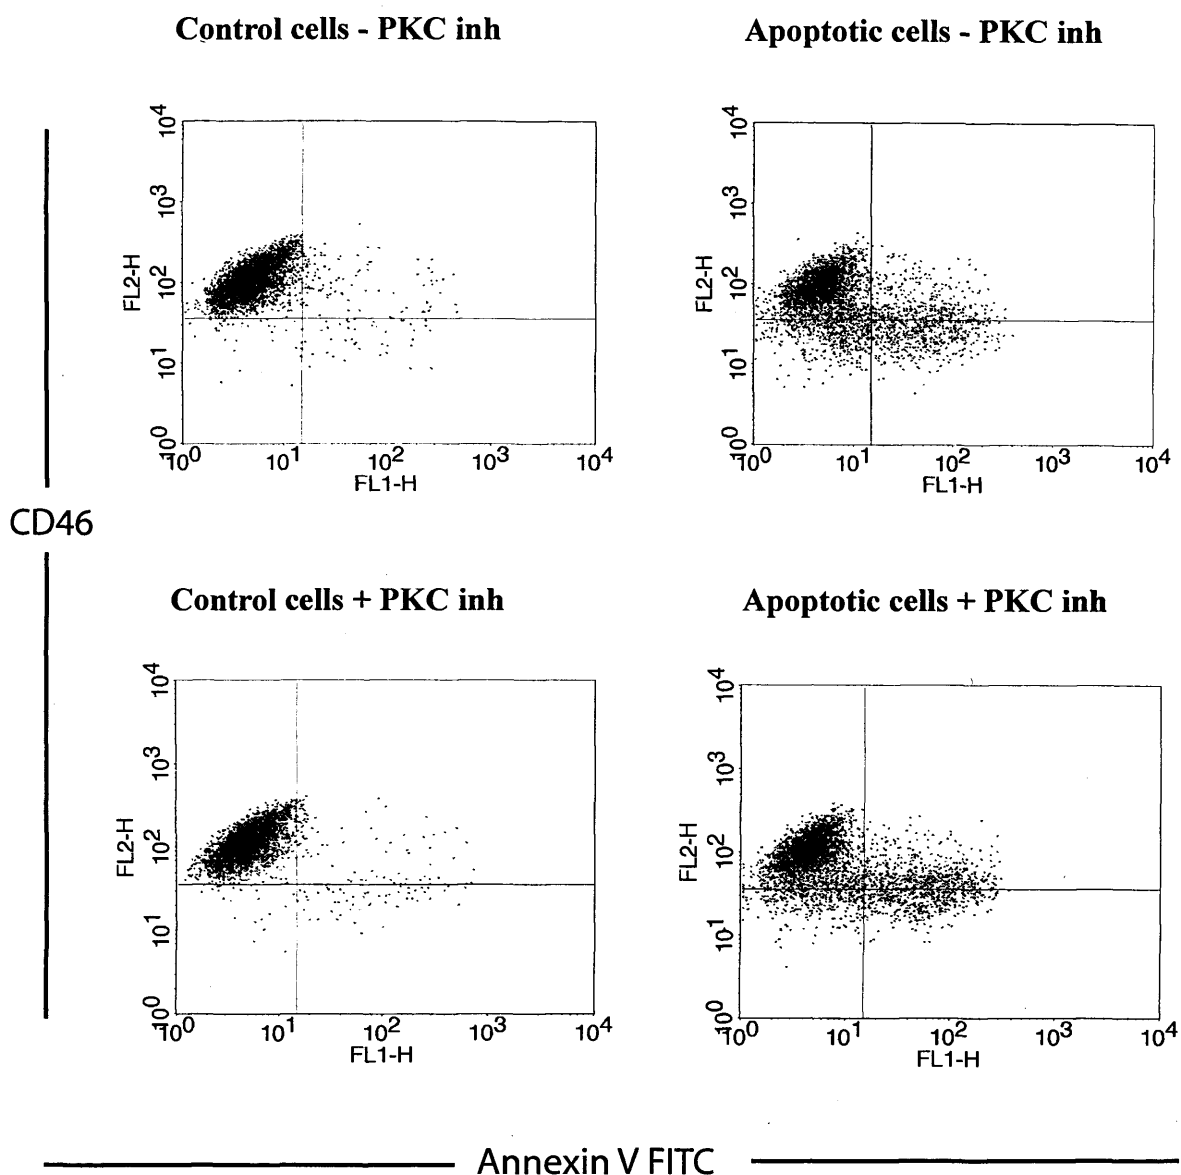 Control cells - PKC inh
Apoptotic cells - PKC inh
10^4
10^3
10^2
10^1
10^0
FL2-H
10^0 10^1 10^2 10^3 10^4
FL1-H
10^4
10^3
10^2
10^1
10^0
FL2-H
10^0 10^1 10^2 10^3 10^4
FL1-H
CD46
Control cells + PKC inh
Apoptotic cells + PKC inh
10^4
10^3
10^2
10^1
10^0
FL2-H
10^0 10^1 10^2 10^3 10^4
FL1-H
10^4
10^3
10^2
10^1
10^0
FL2-H
10^0 10^1 10^2 10^3 10^4
FL1-H
Annexin V FITC